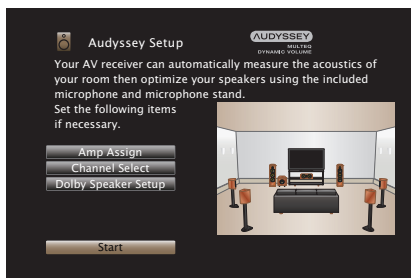 Audyssey Setup
AUDYSSEY
MULTEQ
DYNAMIC VOLUME
Your AV receiver can automatically measure the acoustics of
your room then optimize your speakers using the included
microphone and microphone stand.
Set the following items
if necessary.
Amp Assign
Channel Select
Dolby Speaker Setup
Start